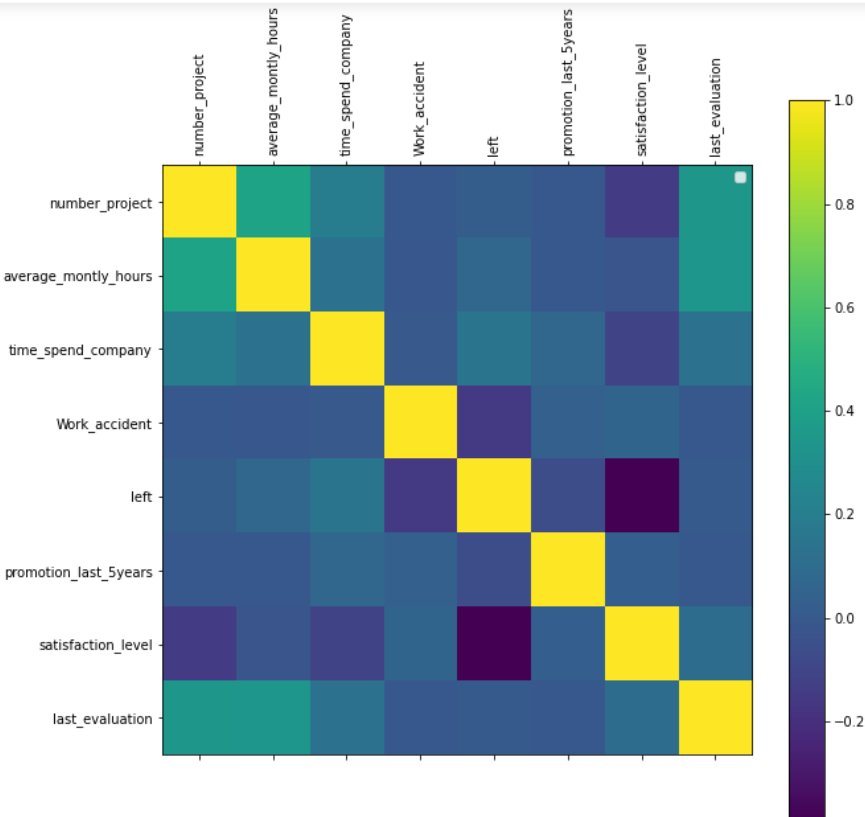 number_project
average_montly_hours
time_spend_company
Work_accident
left
promotion_last_5years
satisfaction_level
last_evaluation
1.0
number_project
0.8
average_montly_hours
0.6
time_spend_company
Work_accident
0.4
left
0.2
promotion_last_5years
0.0
satisfaction_level
last_evaluation
−0.2